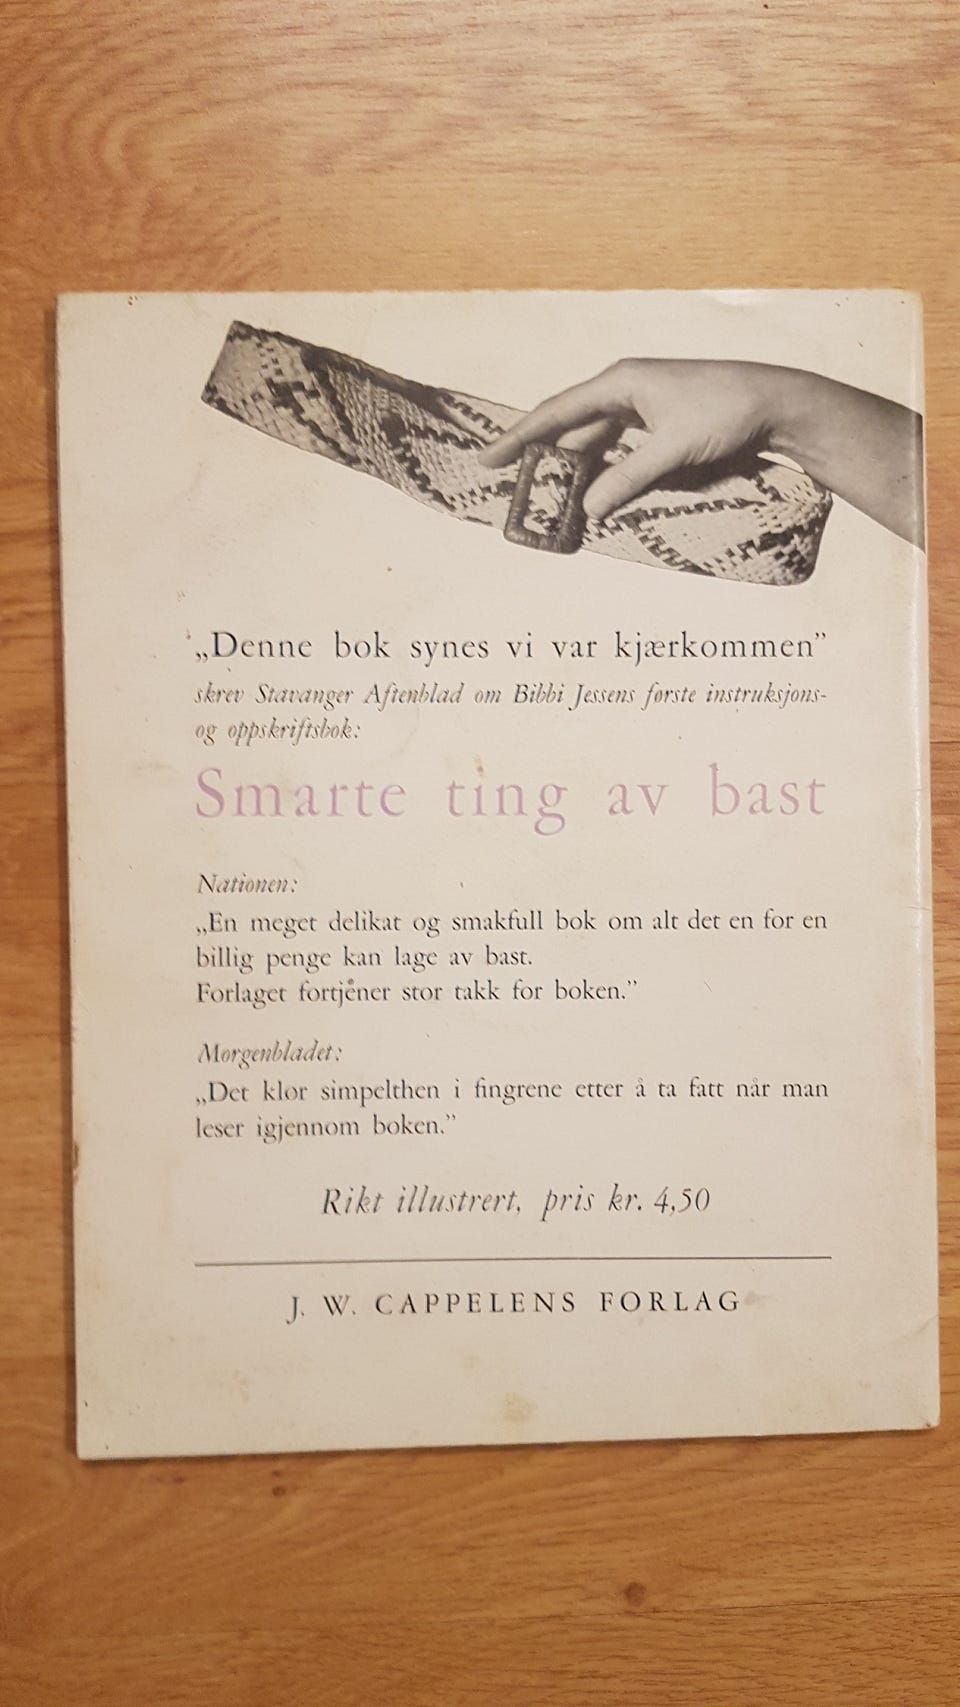 „Denne bok synes vi var kjærkommen”
skrev Stavanger Aftenblad om Bibbi Jessens første instruksjons-
og oppskriftsbok:
Smarte ting av bast
Nationen:
„En meget delikat og smakfull bok om alt det en for en
billig penge kan lage av bast.
Forlaget fortjener stor takk for boken.”
Morgenbladet:
„Det klør simpelthen i fingrene etter å ta fatt når man
leser igjennom boken.”
Rikt illustrert, pris kr. 4,50
J. W. CAPPELENS FORLAG